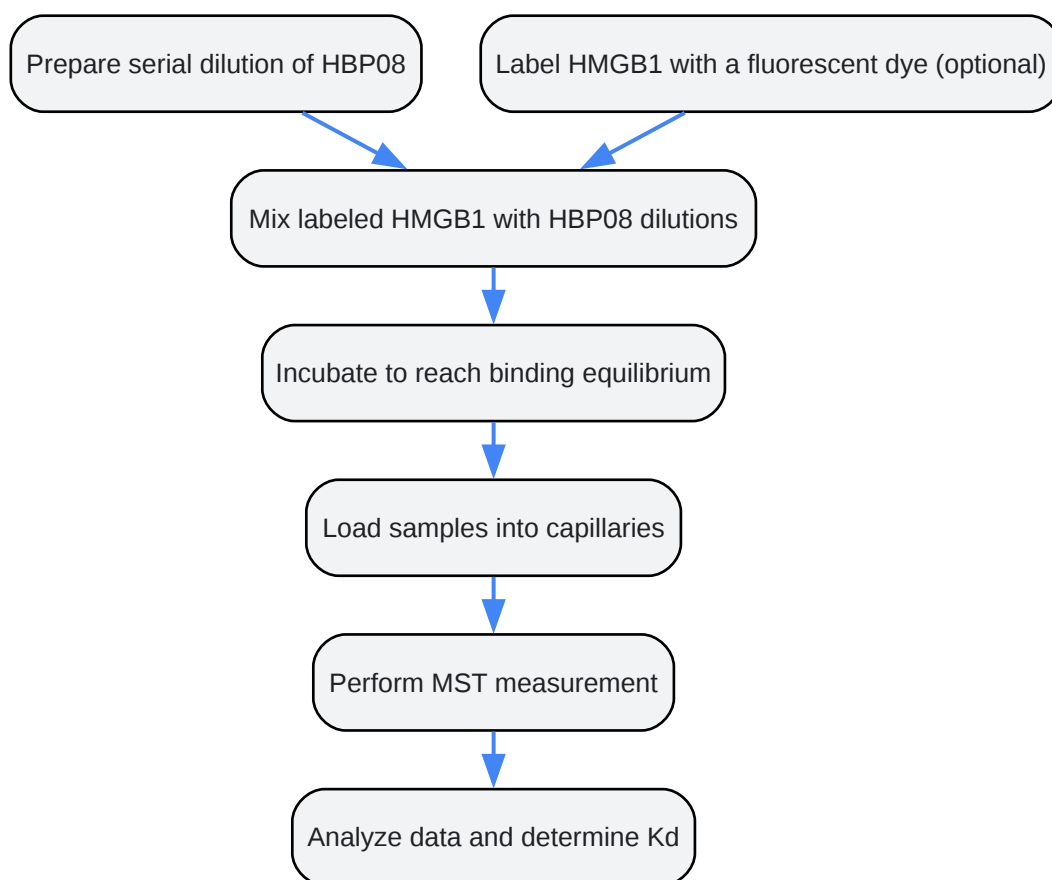 Prepare serial dilution of HBP08
Label HMGB1 with a fluorescent dye (optional)
Mix labeled HMGB1 with HBP08 dilutions
Incubate to reach binding equilibrium
Load samples into capillaries
Perform MST measurement
Analyze data and determine Kd